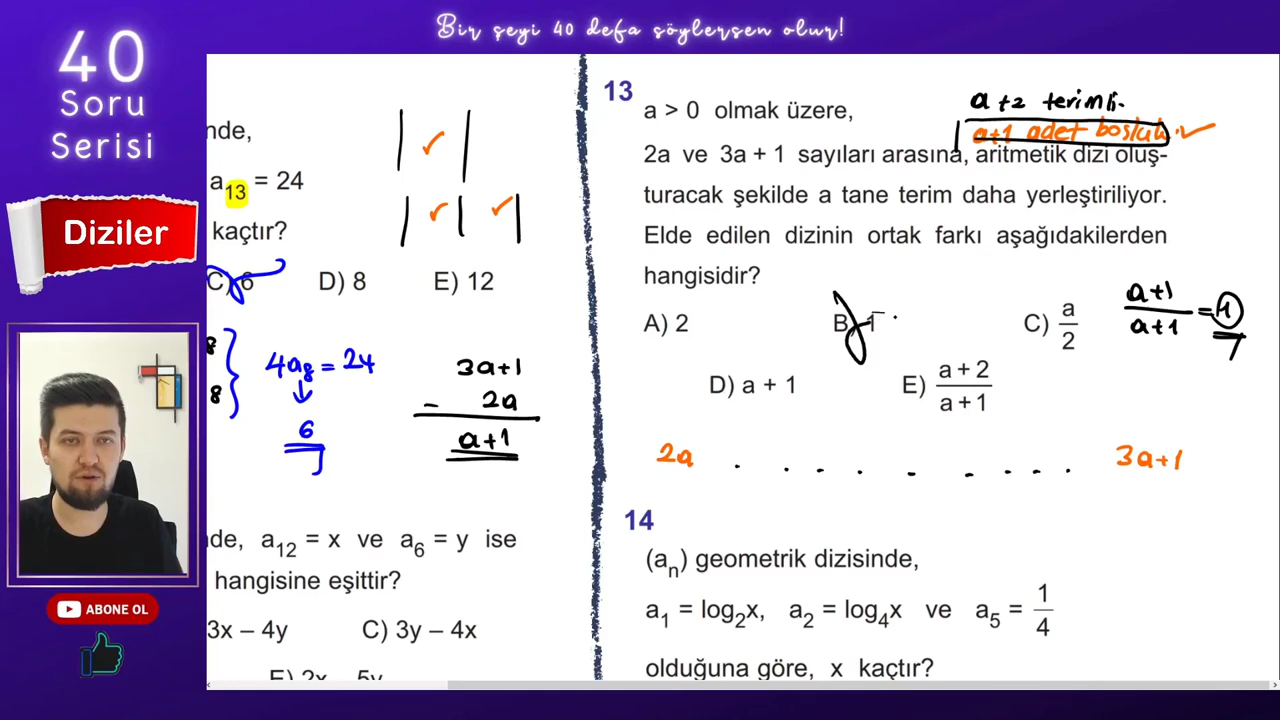 Bir şeyi 40 defa söylersen olur!
40
Soru
Serisi
Diziler
ABONE OL
nde,
a13 = 24
kaçtır?
C) 6 D) 8 E) 12
8
8
4a8 = 24
6
3a+1
- 2a
a+1
nde, a12 = x ve a6 = y ise
hangisine eşittir?
3x – 4y C) 3y – 4x
E) 2x 5y
13
a > 0 olmak üzere,
a+2 terimli.
a+1 adet boşluk.
2a ve 3a + 1 sayıları arasına, aritmetik dizi oluş-
turacak şekilde a tane terim daha yerleştiriliyor.
Elde edilen dizinin ortak farkı aşağıdakilerden
hangisidir?
A) 2 B) 1 C) a/2
a+1/a+1 = 1
D) a + 1 E) a + 2/a + 1
2a . . . . . . . . 3a+1
14
(an) geometrik dizisinde,
a1 = log2x, a2 = log4x ve a5 = 1/4
olduğuna göre, x kaçtır?